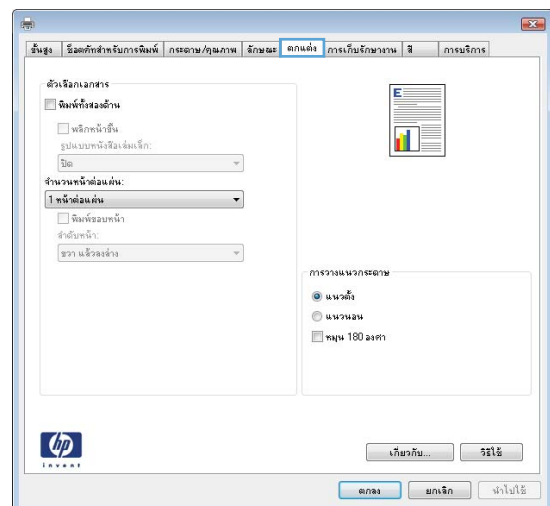 ขั้นสูง ช็อตคัทสำหรับการพิมพ์ กระดาษ/คุณภาพ ลักษณะ ตกแต่ง การเก็บรักษางาน สี การบริการ
ตัวเลือกเอกสาร
พิมพ์ทั้งสองด้าน
พลิกหน้าขึ้น
รูปแบบหนังสือเล่มเล็ก:
ปิด
จำนวนหน้าต่อแผ่น:
1 หน้าต่อแผ่น
พิมพ์ขอบหน้า
ลำดับหน้า:
ขวา แล้วลงล่าง
E
การวางแนวกระดาษ
แนวตั้ง
แนวนอน
หมุน 180 องศา
hp
invent
เกี่ยวกับ... วิธีใช้
ตกลง ยกเลิก นำไปใช้